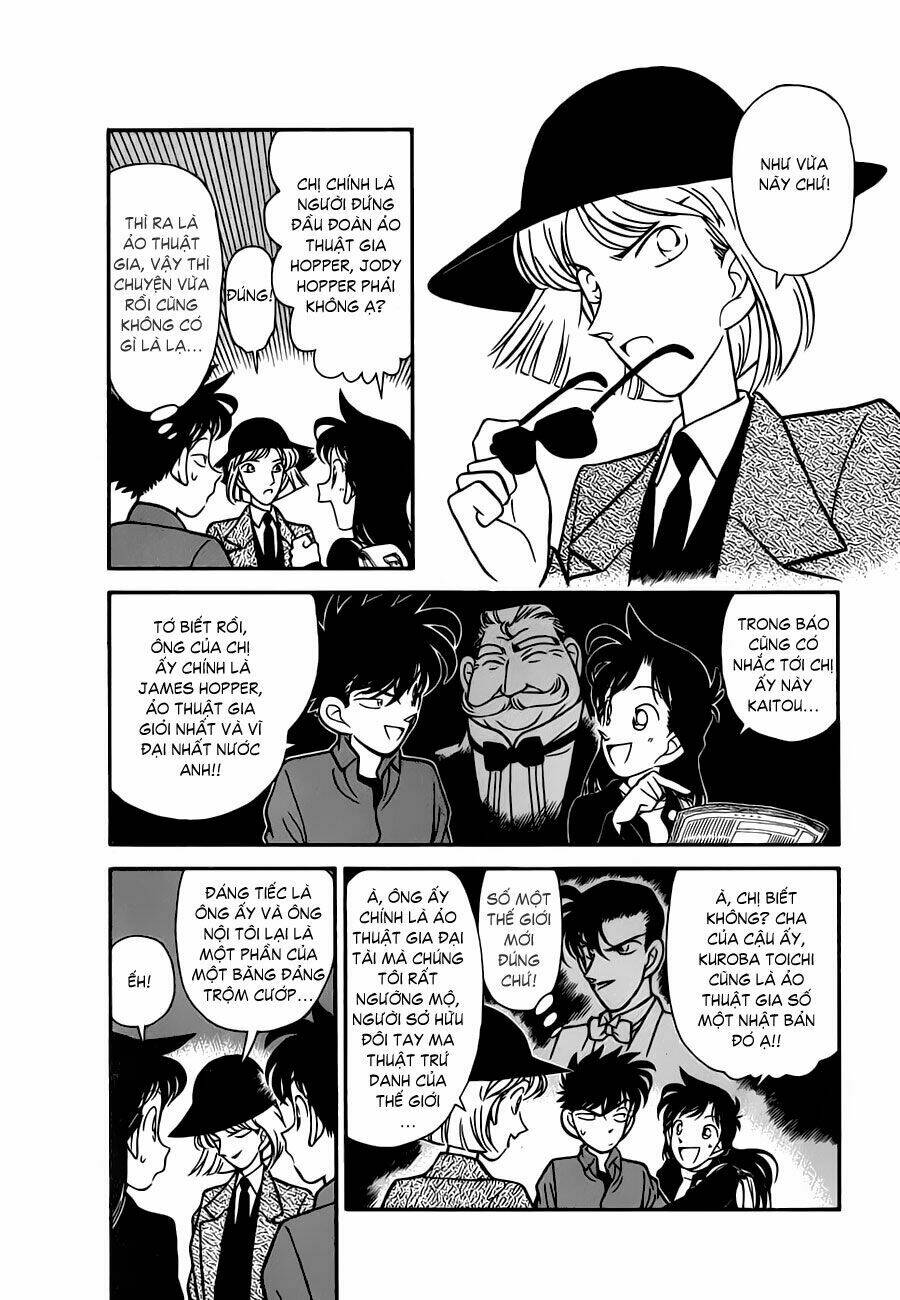 NHƯ VỪA
NÀY CHỨ!
CHỊ CHÍNH LÀ
NGƯỜI ĐỨNG
ĐẦU ĐOÀN ẢO
THUẬT GIA
HOPPER, JODY
HOPPER PHẢI
KHÔNG Ạ?
ĐÚNG!
THÌ RA LÀ
ẢO THUẬT
GIA, VẬY THÌ
CHUYỆN VỪA
RỒI CŨNG
KHÔNG CÓ
GÌ LÀ LẠ...
TRONG BÁO
CŨNG CÓ
NHẮC TỚI CHỊ
ẤY NÀY
KAITOU...
TỚ BIẾT RỒI,
ÔNG CỦA CHỊ
ẤY CHÍNH LÀ
JAMES HOPPER,
ẢO THUẬT GIA
GIỎI NHẤT VÀ VĨ
ĐẠI NHẤT NƯỚC
ANH!!
À, CHỊ BIẾT
KHÔNG? CHA
CỦA CẬU ẤY,
KUROBA TOICHI
CŨNG LÀ ẢO
THUẬT GIA SỐ
MỘT NHẬT BẢN
ĐÓ Ạ!!
SỐ MỘT
THẾ GIỚI
MỚI
ĐÚNG
CHỨ!
À, ÔNG ẤY
CHÍNH LÀ ẢO
THUẬT GIA ĐẠI
TÀI MÀ CHÚNG
TÔI RẤT
NGƯỠNG MỘ,
NGƯỜI SỞ HỮU
ĐÔI TAY MA
THUẬT TRỨ
DANH CỦA
THẾ GIỚI
...
ĐÁNG TIẾC LÀ
ÔNG ẤY VÀ ÔNG
NỘI TÔI LẠI LÀ
MỘT PHẦN CỦA
MỘT BĂNG ĐẢNG
TRỘM CƯỚP...
ẾH!